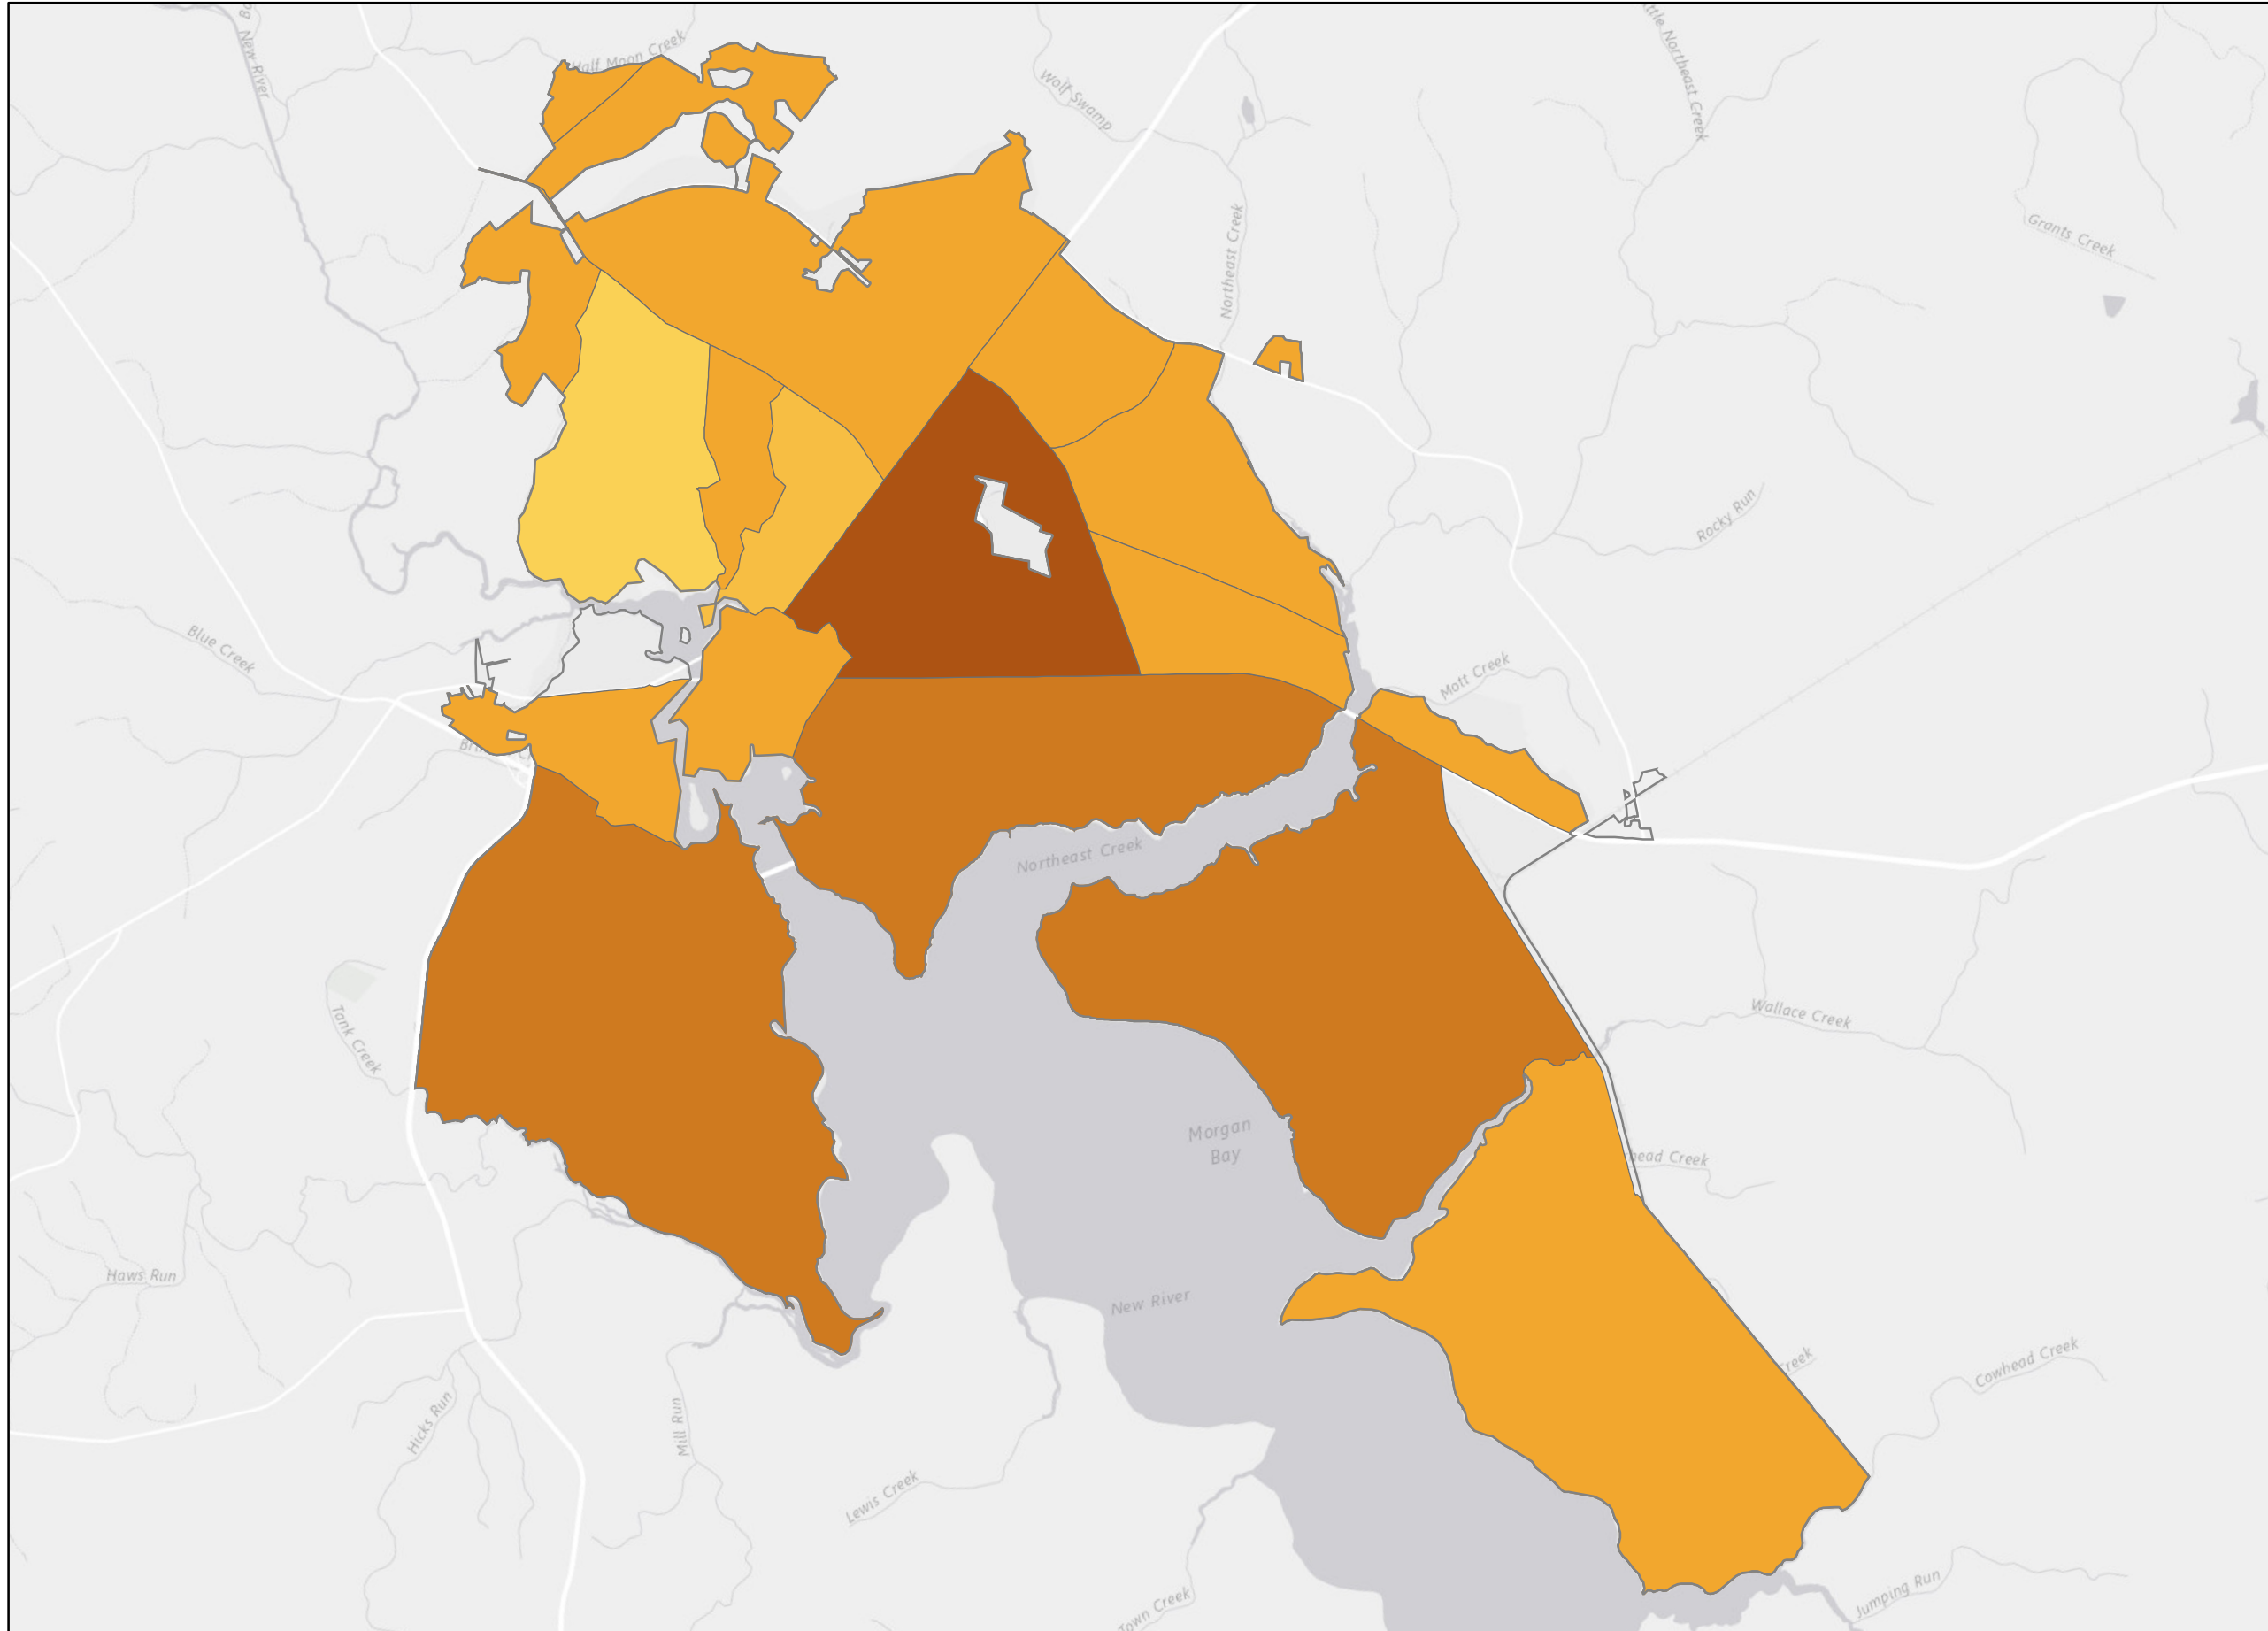 New River
Half Moon Creek
Wolf Swamp
Northeast Creek
Grants Creek
Northeast Creek
Rocky Run
Blue Creek
Mott Creek
Northeast Creek
Tank Creek
Wallace Creek
Morgan
Bay
Haws Run
New River
Creek
Cowhead Creek
Hicks Run
Mill Run
Lewis Creek
Town Creek
Jumping Run